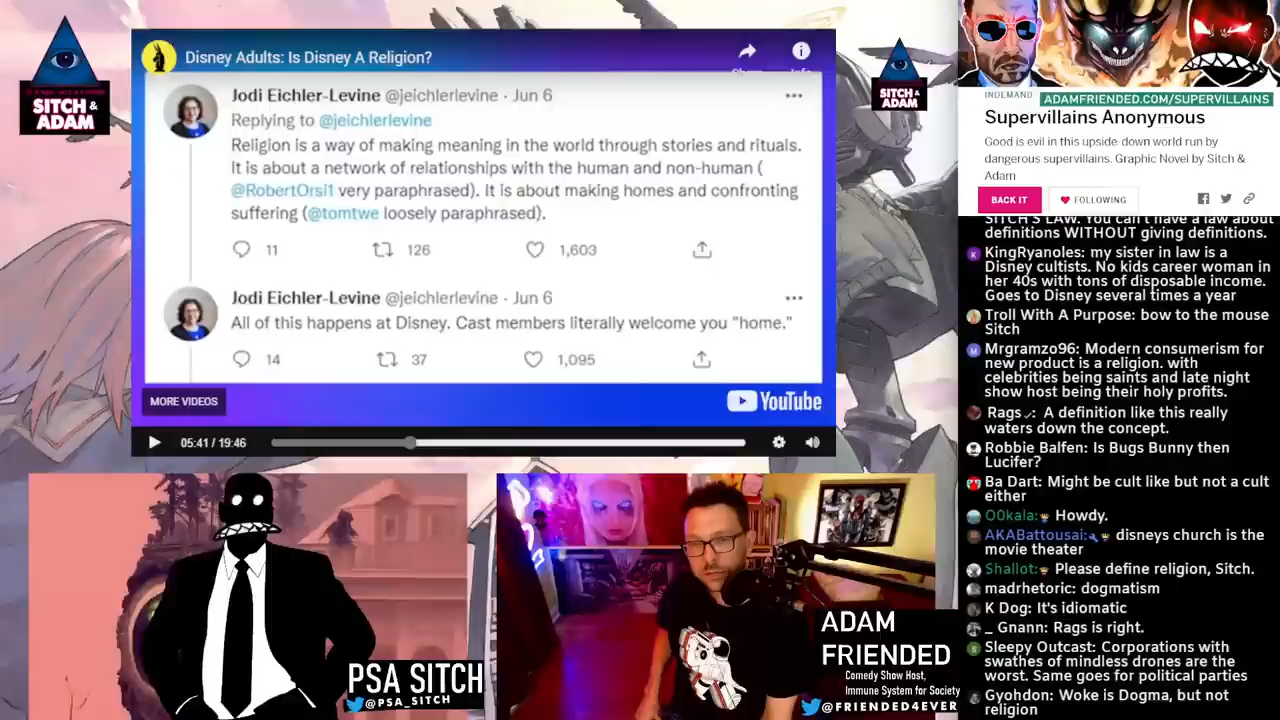 SITCH &
ADAM
Disney Adults: Is Disney A Religion?
Jodi Eichler-Levine @jeichlerlevine · Jun 6
Replying to @jeichlerlevine
Religion is a way of making meaning in the world through stories and rituals.
It is about a network of relationships with the human and non-human (
@RobertOrsi1 very paraphrased). It is about making homes and confronting
suffering (@tomtwe loosely paraphrased).
11 126 1,603
Jodi Eichler-Levine @jeichlerlevine · Jun 6
All of this happens at Disney. Cast members literally welcome you "home."
14 37 1,095
MORE VIDEOS
YouTube
05:41 / 19:46
SITCH &
ADAM
INDEMAND
ADAMFRIENDED.COM/SUPERVILLAINS
Supervillains Anonymous
Good is evil in this upside-down world run by
dangerous supervillains. Graphic Novel by Sitch &
Adam
BACK IT
FOLLOWING
SITCH'S LAW. You can't have a law about
definitions WITHOUT giving definitions.
K KingRyanoles: my sister in law is a
Disney cultists. No kids career woman in
her 40s with tons of disposable income.
Goes to Disney several times a year
Troll With A Purpose: bow to the mouse
Sitch
M Mrgramzo96: Modern consumerism for
new product is a religion. with
celebrities being saints and late night
show host being their holy profits.
Rags✓: A definition like this really
waters down the concept.
Robbie Balfen: Is Bugs Bunny then
Lucifer?
Ba Dart: Might be cult like but not a cult
either
O0kala: Howdy.
AKABattousai: disneys church is the
movie theater
Shallot: Please define religion, Sitch.
madrhetoric: dogmatism
K Dog: It's idiomatic
_ Gnann: Rags is right.
S Sleepy Outcast: Corporations with
swathes of mindless drones are the
worst. Same goes for political parties
Gyohdon: Woke is Dogma, but not
religion
PSA SITCH
@PSA_SITCH
ADAM
FRIENDED
Comedy Show Host,
Immune System for Society
@FRIENDED4EVER